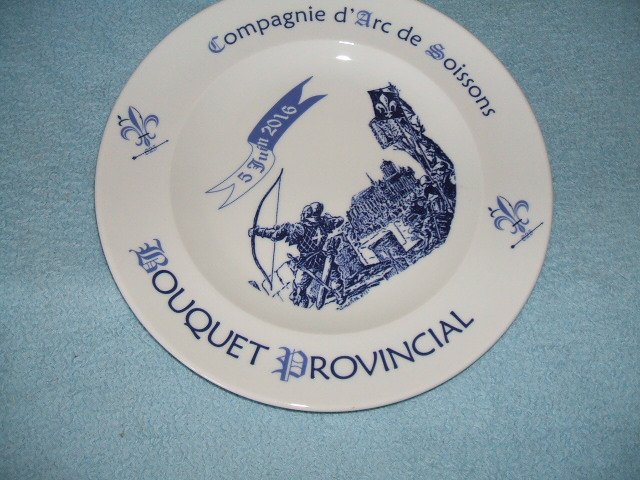 Compagnie d'Arc de Soissons
5 Juin 2016
BOUQUET PROVINCIAL